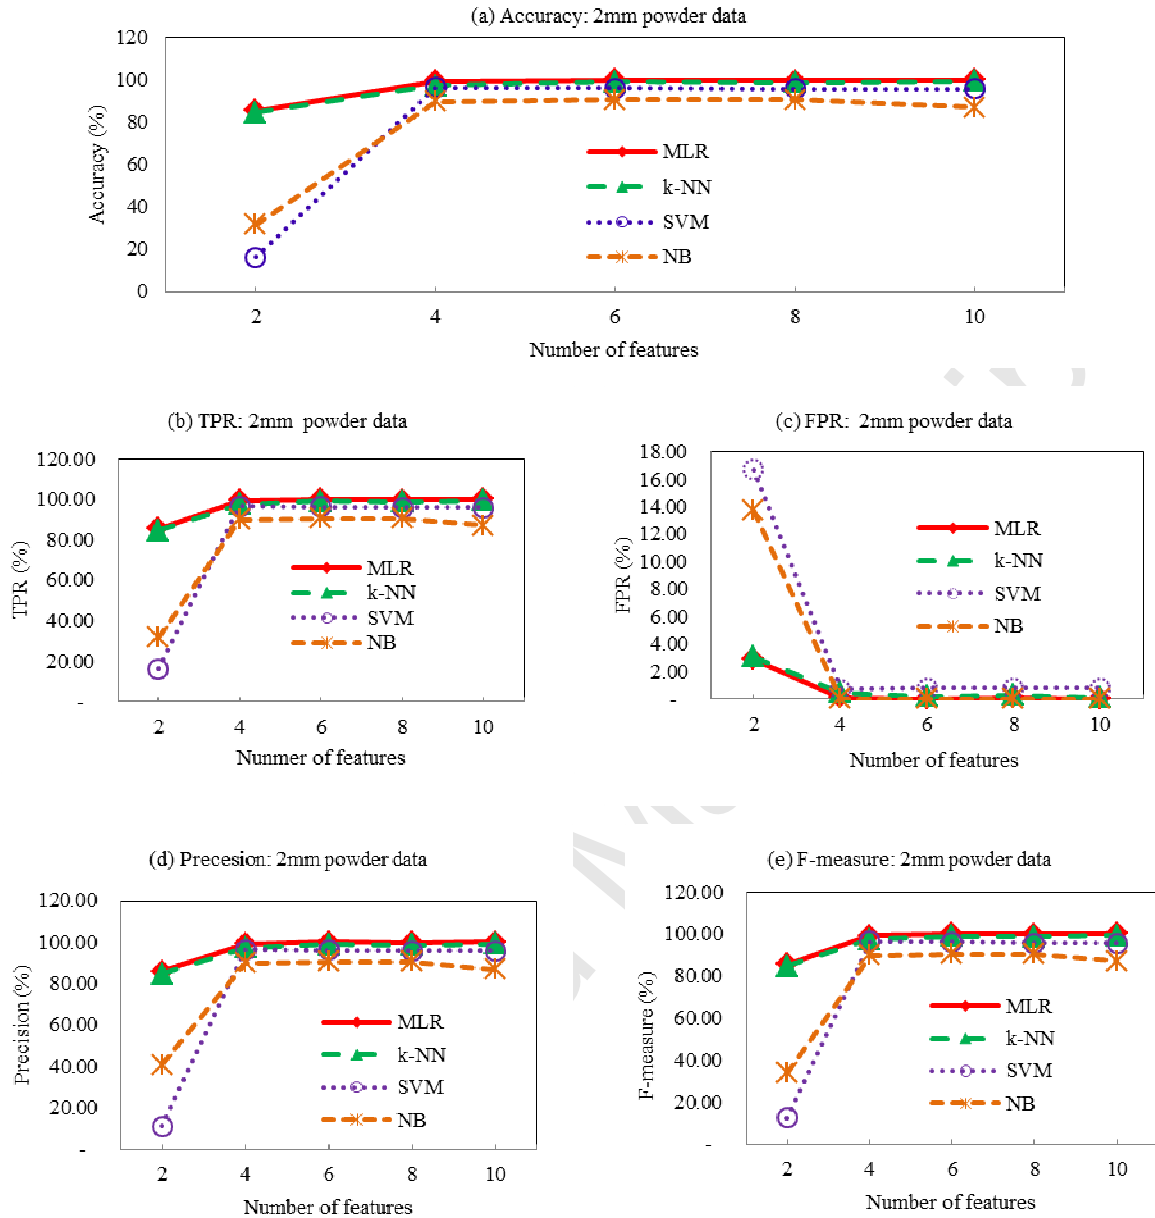 (a) Accuracy: 2mm powder data
120
100
80
60
40
20
0
Accuracy (%)
MLR
k-NN
SVM
NB
2 4 6 8 10
Number of features
(b) TPR: 2mm powder data
120.00
100.00
80.00
60.00
40.00
20.00
-
TPR (%)
MLR
k-NN
SVM
NB
2 4 6 8 10
Nunmer of features
(c) FPR: 2mm powder data
18.00
16.00
14.00
12.00
10.00
8.00
6.00
4.00
2.00
-
FPR (%)
MLR
k-NN
SVM
NB
2 4 6 8 10
Number of features
(d) Precesion: 2mm powder data
120.00
100.00
80.00
60.00
40.00
20.00
-
Precision (%)
MLR
k-NN
SVM
NB
2 4 6 8 10
Number of features
(e) F-measure: 2mm powder data
120.00
100.00
80.00
60.00
40.00
20.00
-
F-measure (%)
MLR
k-NN
SVM
NB
2 4 6 8 10
Number of features